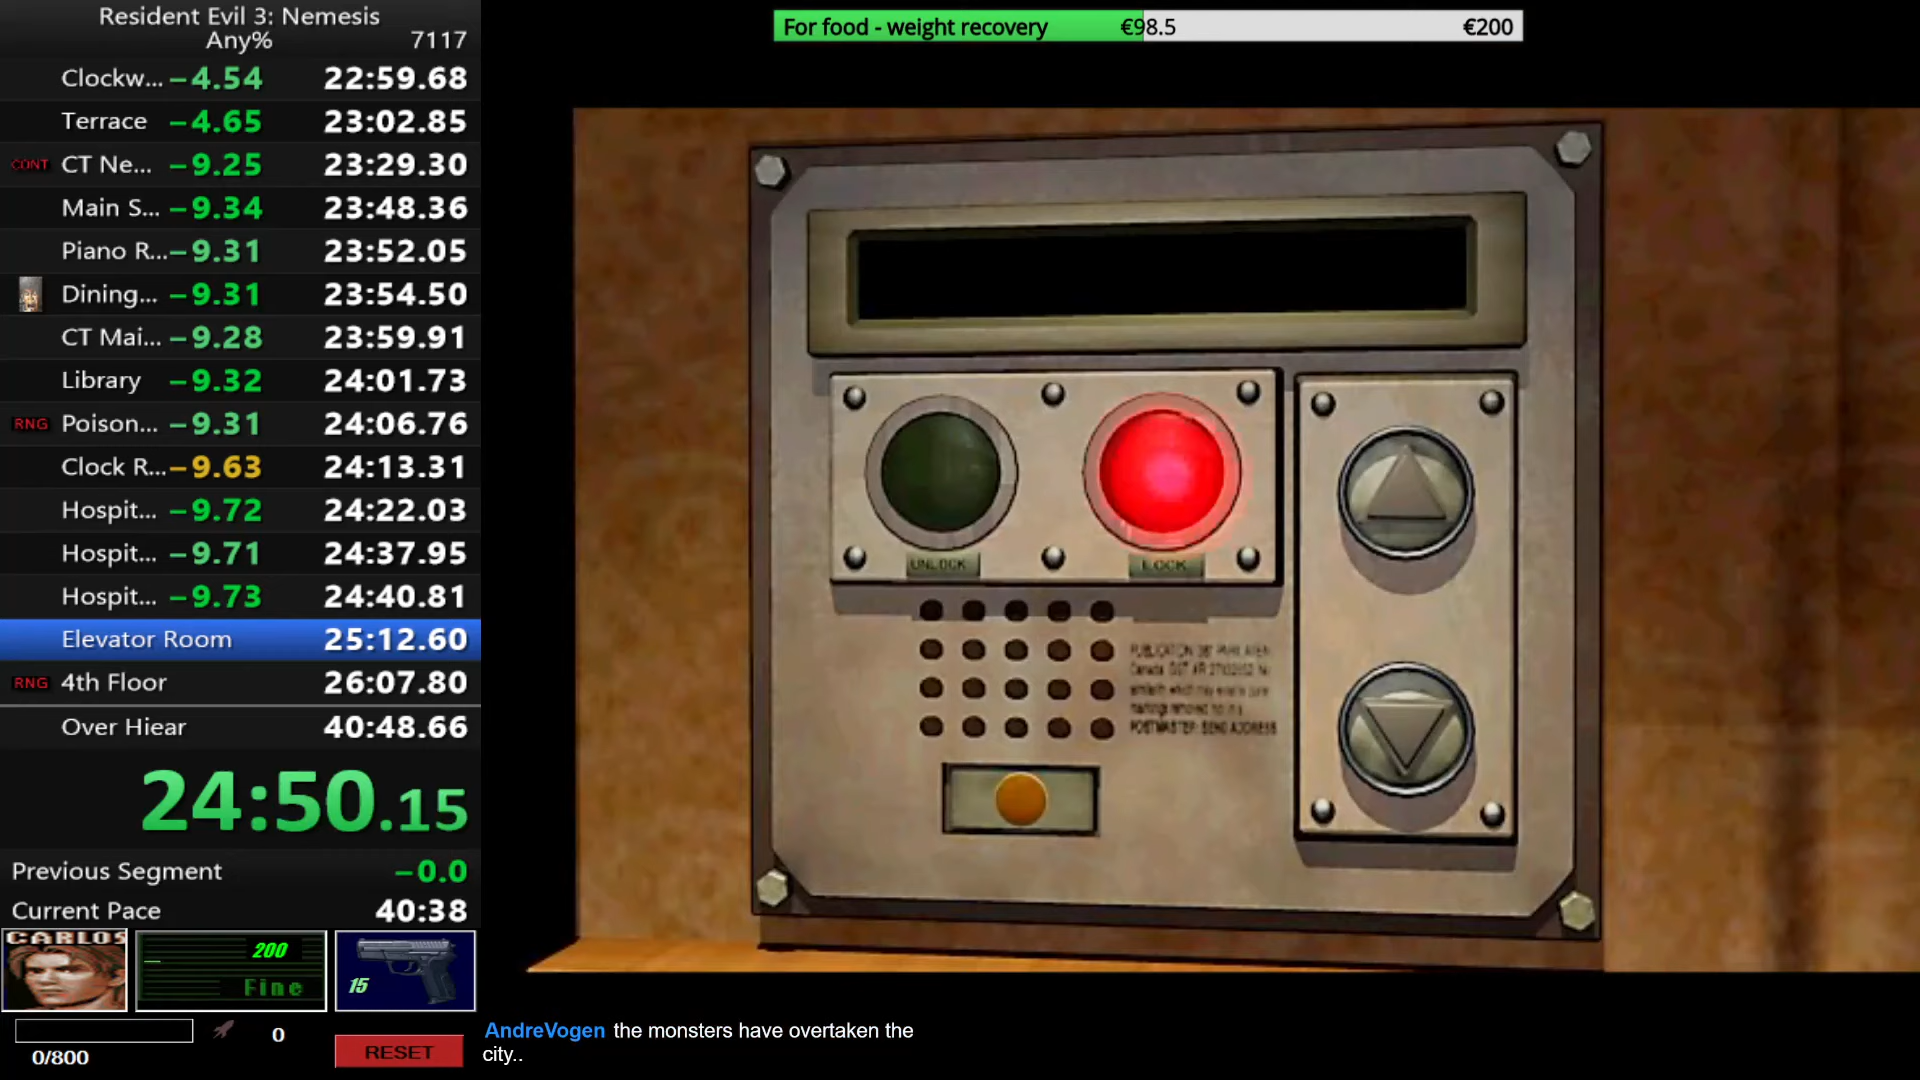 Resident Evil 3: Nemesis
Any% 7117
Clockw... −4.54 22:59.68
Terrace −4.65 23:02.85
CONT CT Ne... −9.25 23:29.30
Main S... −9.34 23:48.36
Piano R... −9.31 23:52.05
Dining... −9.31 23:54.50
CT Mai... −9.28 23:59.91
Library −9.32 24:01.73
RNG Poison... −9.31 24:06.76
Clock R... −9.63 24:13.31
Hospit... −9.72 24:22.03
Hospit... −9.71 24:37.95
Hospit... −9.73 24:40.81
Elevator Room 25:12.60
RNG 4th Floor 26:07.80
Over Hiear 40:48.66
24:50.15
Previous Segment −0.0
Current Pace 40:38
CARLOS
200
Fine
15
0
0/800
RESET
For food - weight recovery €98.5 €200
UNLOCK LOCK
POSTMASTER: SEND ADDRESS
AndreVogen the monsters have overtaken the
city..